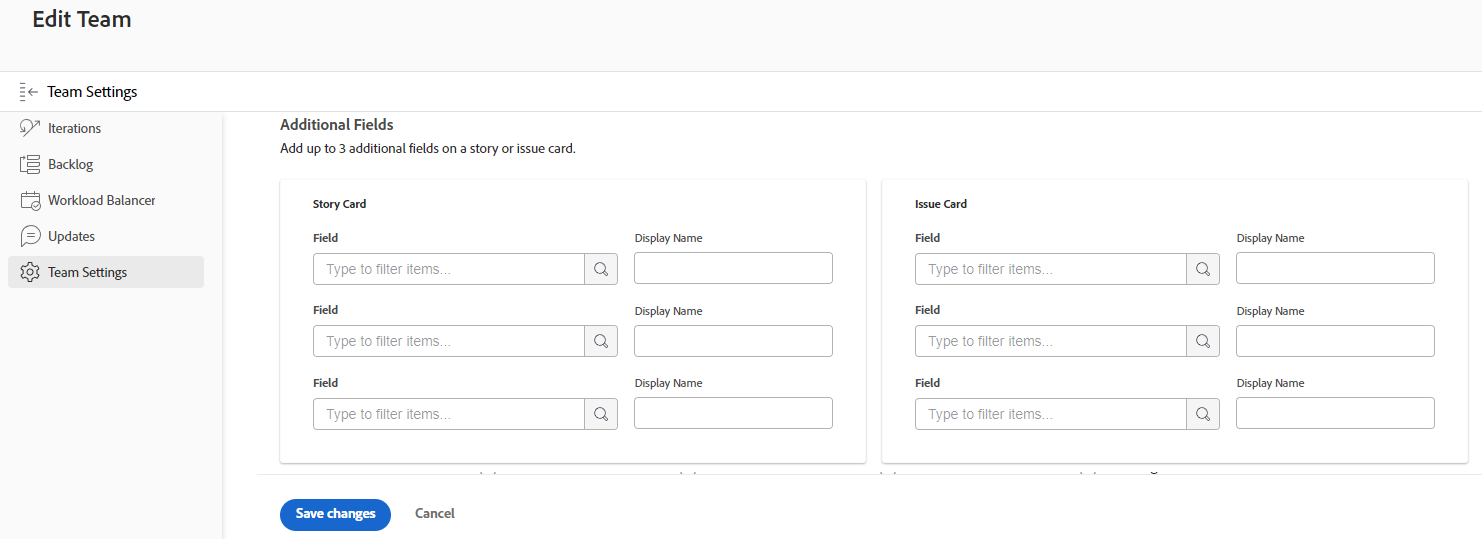 Edit Team
Team Settings
Iterations
Backlog
Workload Balancer
Updates
Team Settings
Additional Fields
Add up to 3 additional fields on a story or issue card.
Story Card
Field Display Name
Type to filter items...
Field Display Name
Type to filter items...
Field Display Name
Type to filter items...
Issue Card
Field Display Name
Type to filter items...
Field Display Name
Type to filter items...
Field Display Name
Type to filter items...
Save changes Cancel